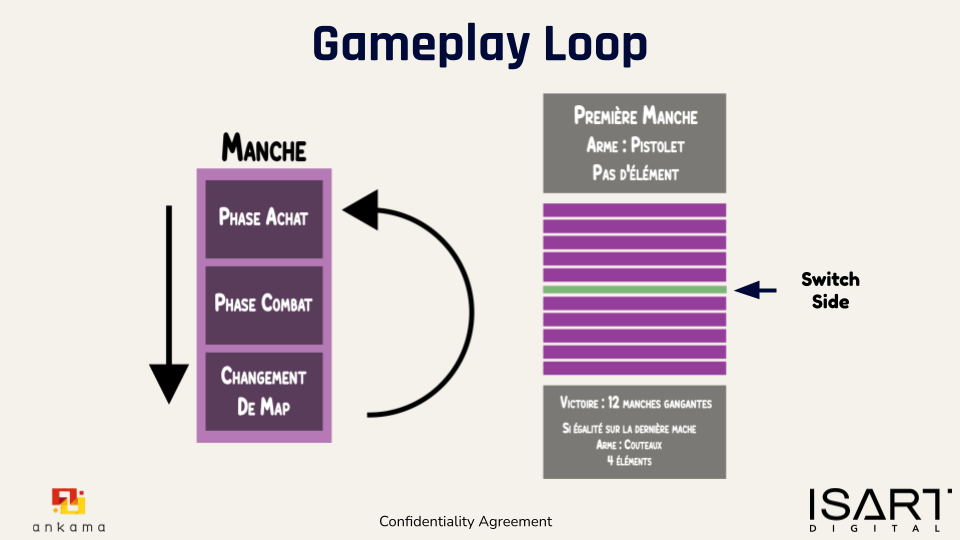 Gameplay Loop
Manche
Phase Achat
Phase Combat
Changement
De Map
Première Manche
Arme : Pistolet
Pas d'élément
Switch
Side
Victoire : 12 manches gangantes
Si égalité sur la dernière mache
Arme : Couteaux
4 éléments
ankama
Confidentiality Agreement
ISART
DIGITAL